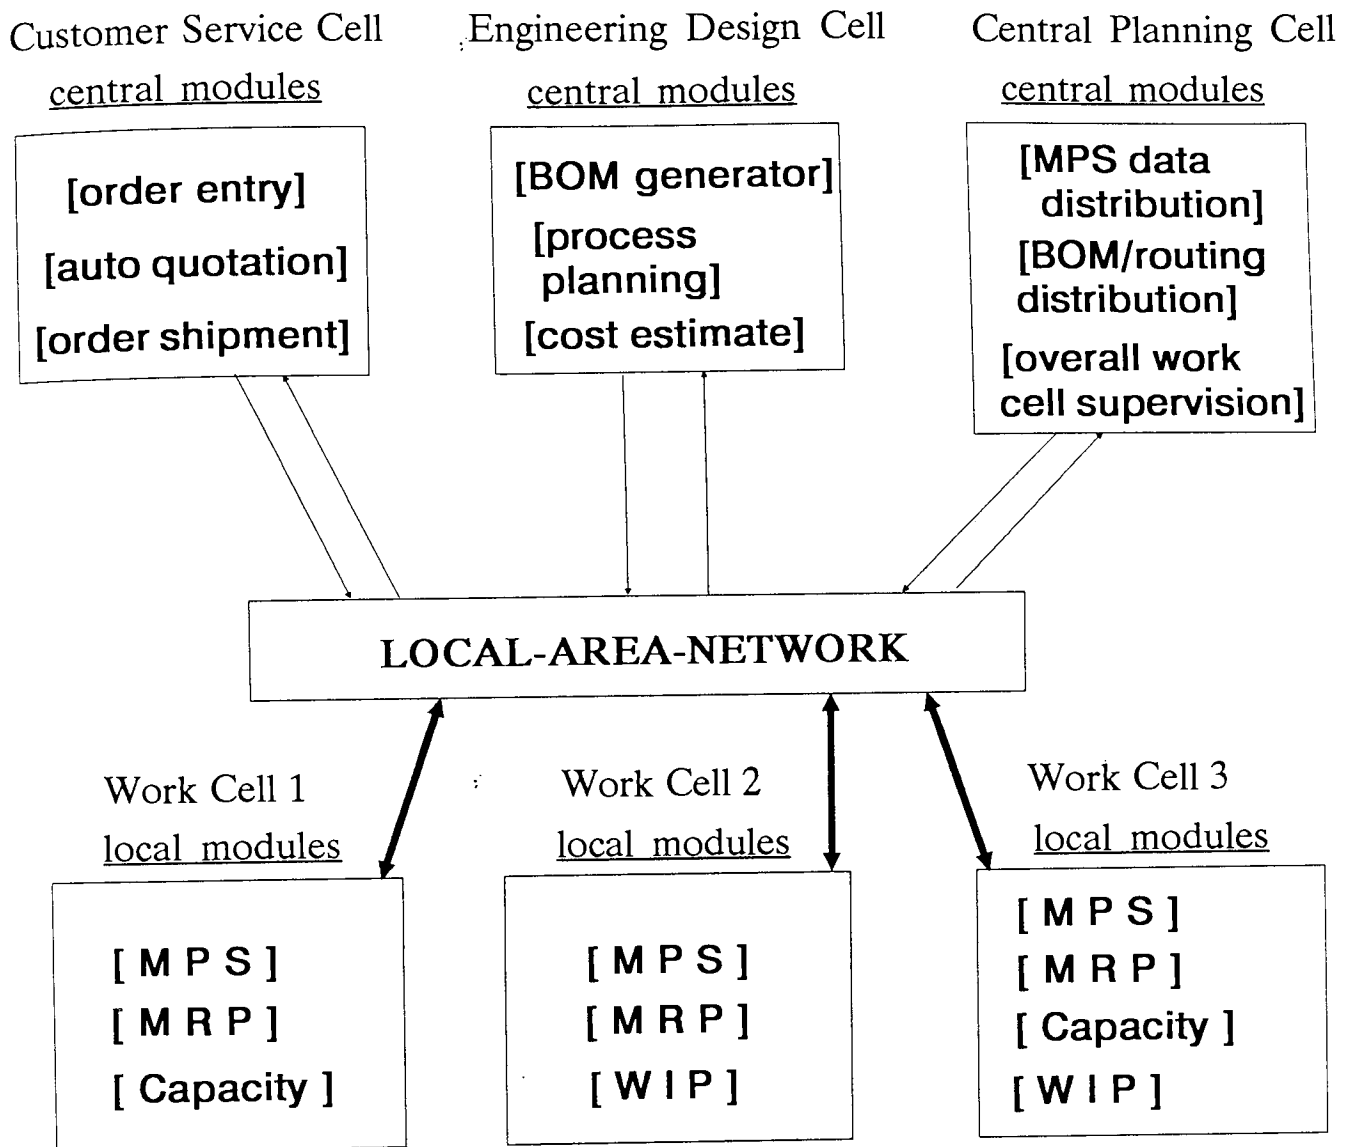 Customer Service Cell
central modules
[order entry]
[auto quotation]
[order shipment]
Engineering Design Cell
central modules
[BOM generator]
[process
planning]
[cost estimate]
Central Planning Cell
central modules
[MPS data
distribution]
[BOM/routing
distribution]
[overall work
cell supervision]
LOCAL-AREA-NETWORK
Work Cell 1
local modules
[ M P S ]
[ M R P ]
[ Capacity ]
Work Cell 2
local modules
[ M P S ]
[ M R P ]
[ W I P ]
Work Cell 3
local modules
[ M P S ]
[ M R P ]
[ Capacity ]
[ W I P ]